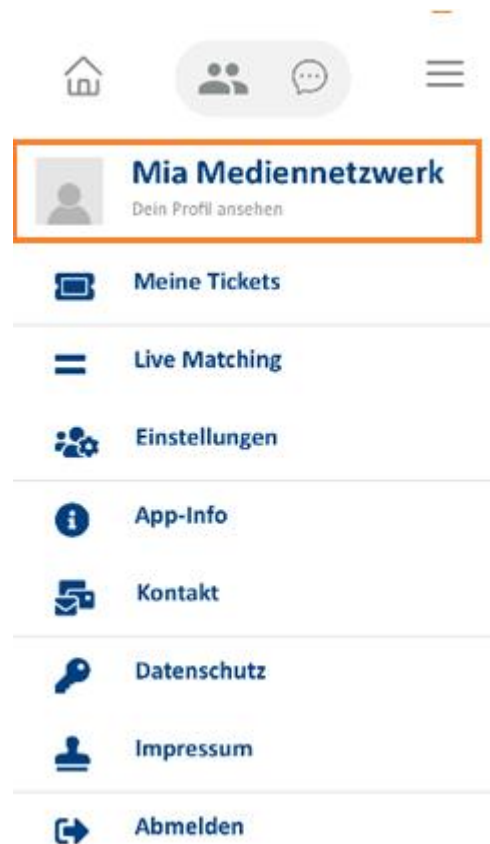 Mia Mediennetzwerk
Dein Profil ansehen
Meine Tickets
Live Matching
Einstellungen
App-Info
Kontakt
Datenschutz
Impressum
Abmelden